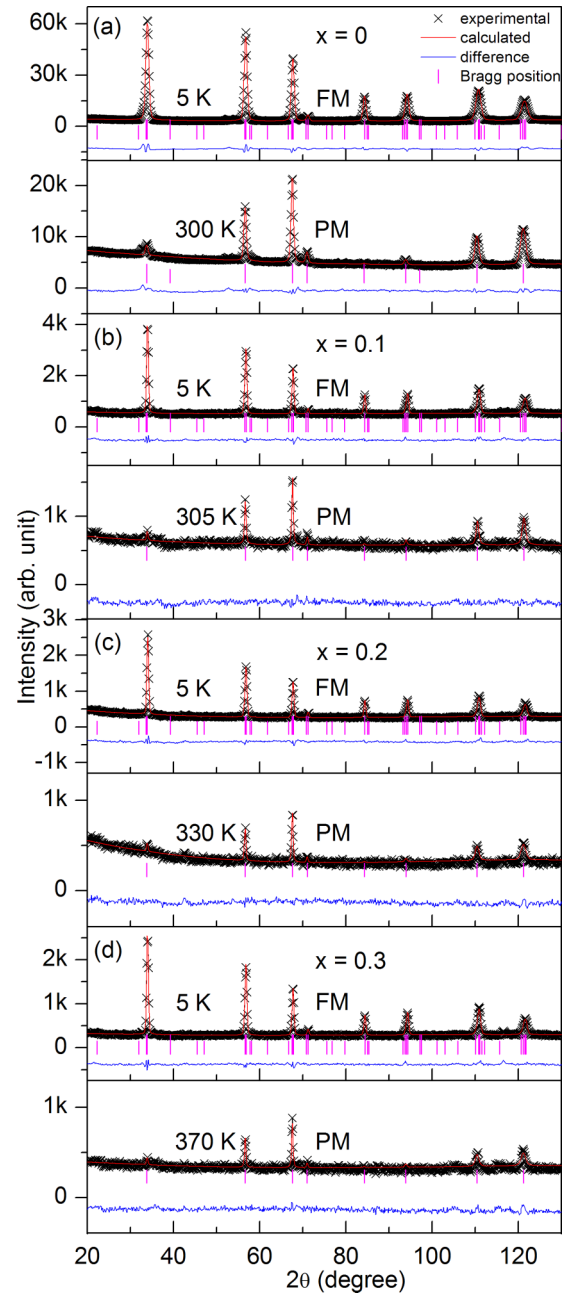 (a)
x = 0
experimental
calculated
difference
Bragg position
60k
30k
0
5 K
FM
20k
10k
0
300 K
PM
(b)
x = 0.1
4k
2k
0
5 K
FM
1k
0
305 K
PM
(c)
x = 0.2
3k
2k
1k
0
-1k
5 K
FM
1k
0
330 K
PM
(d)
x = 0.3
2k
1k
0
5 K
FM
1k
0
370 K
PM
Intensity (arb. unit)
20 40 60 80 100 120
2θ (degree)